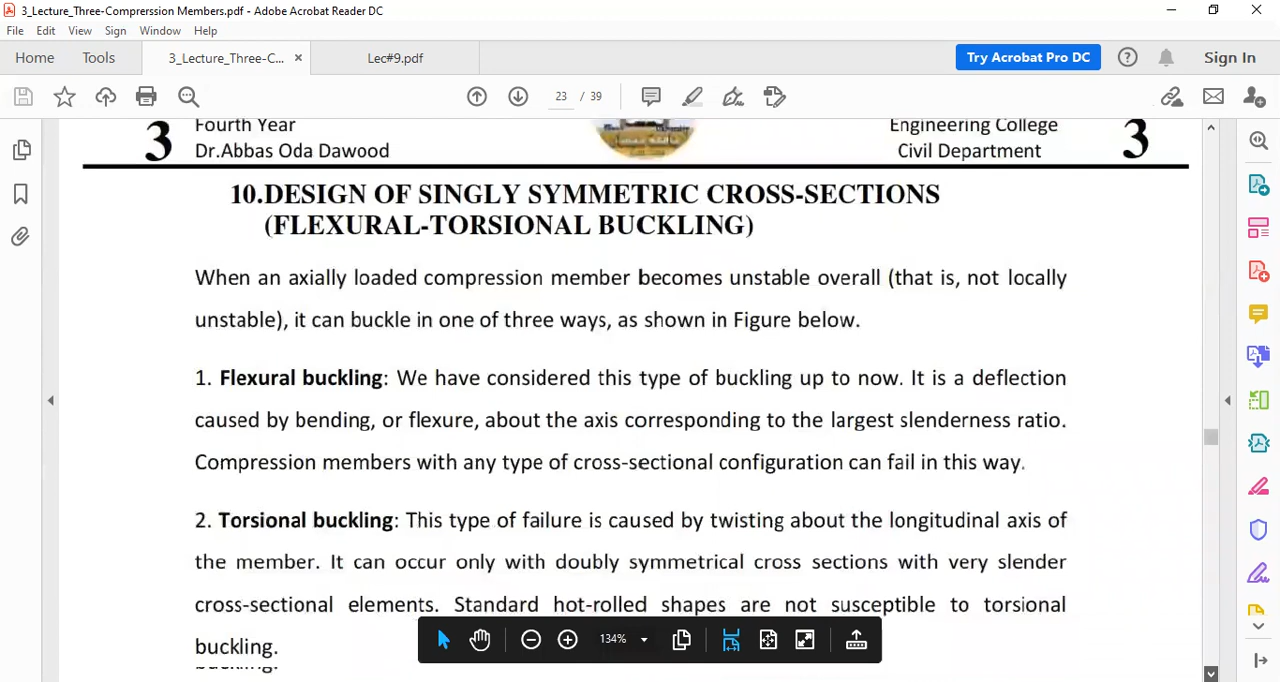 3_Lecture_Three-Comprerssion Members.pdf - Adobe Acrobat Reader DC
File Edit View Sign Window Help
Home Tools 3_Lecture_Three-C... × Lec#9.pdf Try Acrobat Pro DC ? Sign In
23 / 39
3 Fourth Year Engineering College 3
Dr.Abbas Oda Dawood Civil Department
University
10.DESIGN OF SINGLY SYMMETRIC CROSS-SECTIONS
(FLEXURAL-TORSIONAL BUCKLING)
When an axially loaded compression member becomes unstable overall (that is, not locally
unstable), it can buckle in one of three ways, as shown in Figure below.
1. Flexural buckling: We have considered this type of buckling up to now. It is a deflection
caused by bending, or flexure, about the axis corresponding to the largest slenderness ratio.
Compression members with any type of cross-sectional configuration can fail in this way.
2. Torsional buckling: This type of failure is caused by twisting about the longitudinal axis of
the member. It can occur only with doubly symmetrical cross sections with very slender
cross-sectional elements. Standard hot-rolled shapes are not susceptible to torsional
buckling.
buckling.
134%